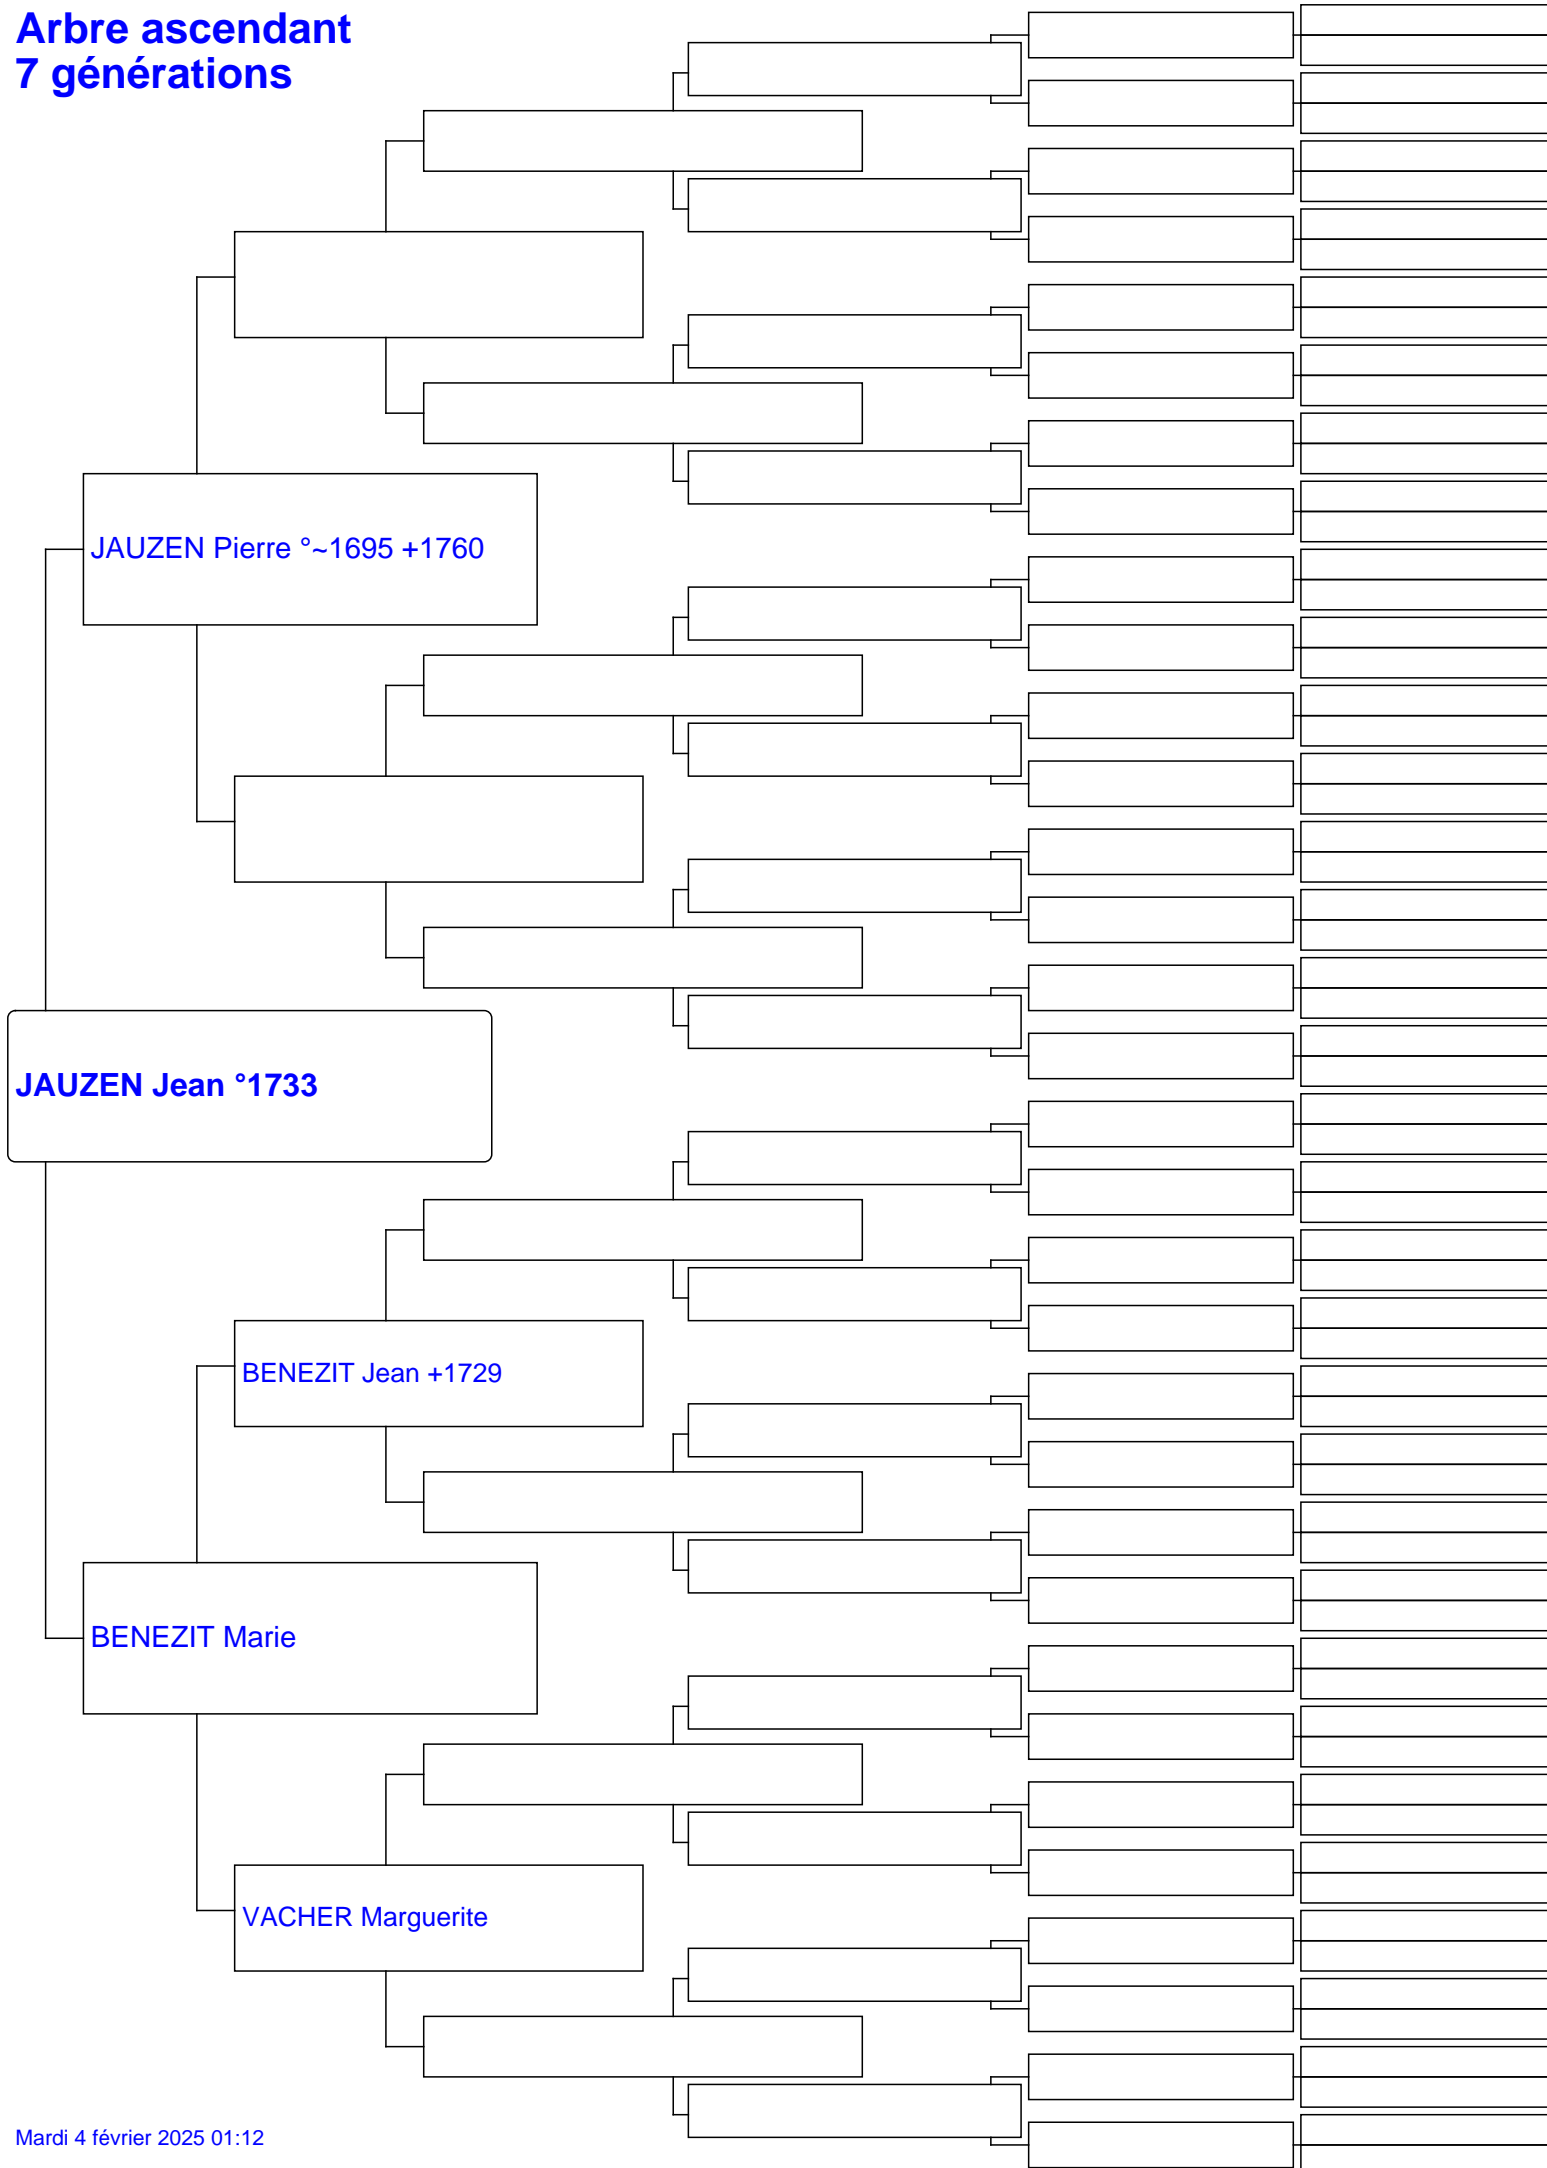 Arbre ascendant
7 générations
JAUZEN Pierre °~1695 +1760
JAUZEN Jean °1733
BENEZIT Jean +1729
BENEZIT Marie
VACHER Marguerite
Mardi 4 février 2025 01:12